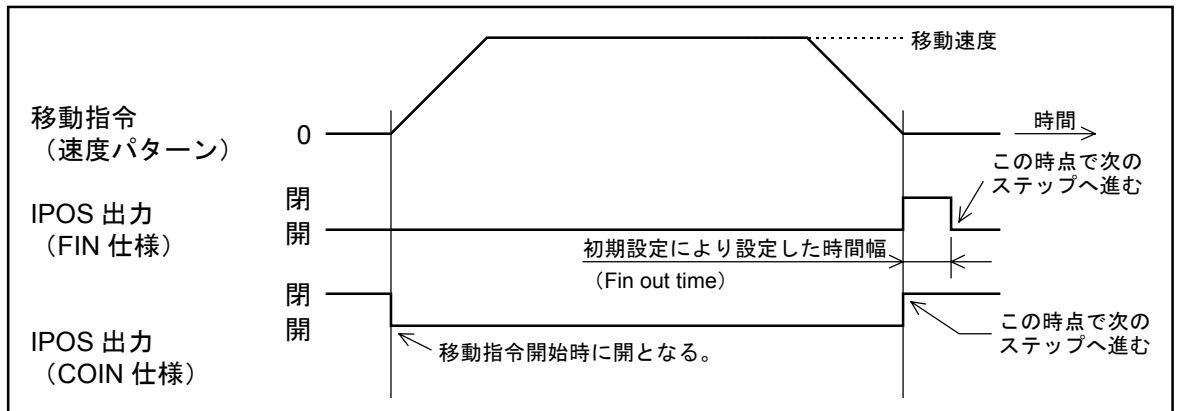 移動速度
移動指令
（速度パターン）
0
時間
この時点で次の
ステップへ進む
IPOS 出力
（FIN 仕様）
閉
開
初期設定により設定した時間幅
（Fin out time）
IPOS 出力
（COIN 仕様）
閉
開
移動指令開始時に開となる。
この時点で次の
ステップへ進む